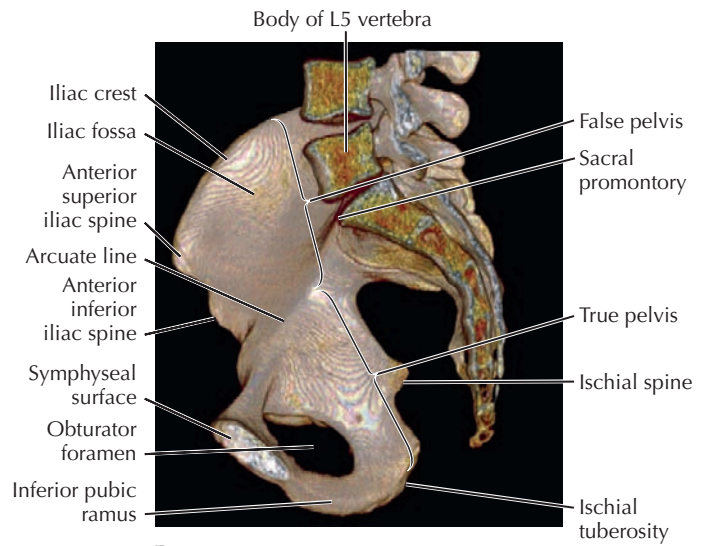 Body of L5 vertebra
Iliac crest
Iliac fossa
Anterior
superior
iliac spine
Arcuate line
Anterior
inferior
iliac spine
Symphyseal
surface
Obturator
foramen
Inferior pubic
ramus
False pelvis
Sacral
promontory
True pelvis
Ischial spine
Ischial
tuberosity